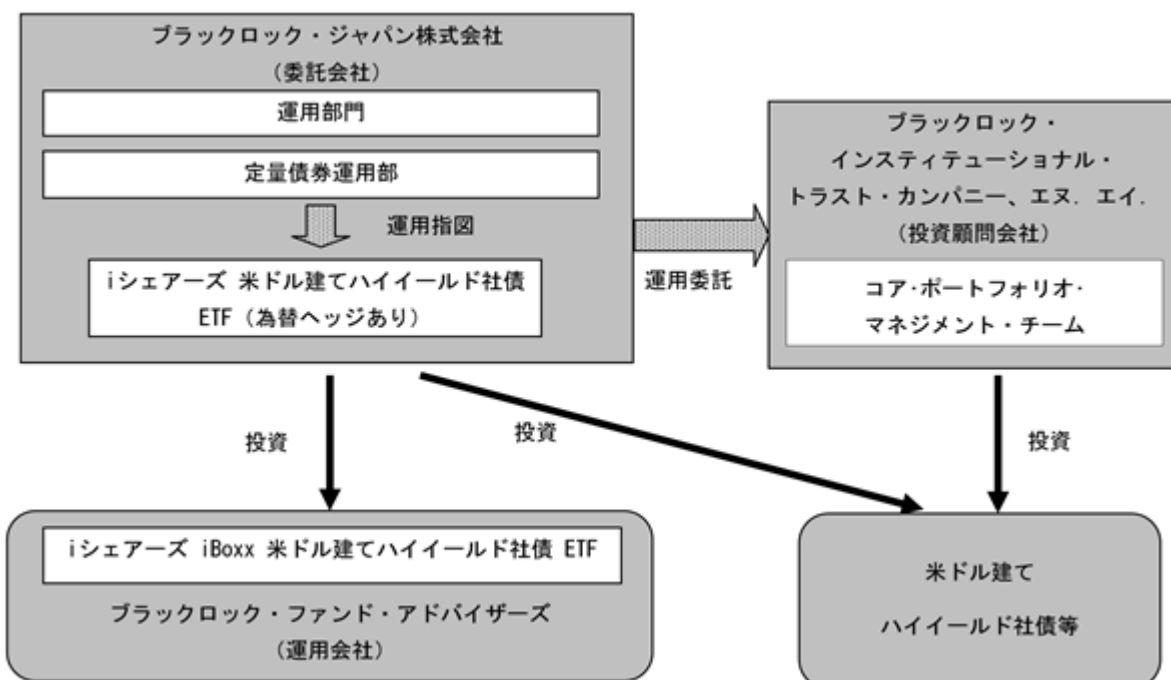 ブラックロック・ジャパン株式会社
（委託会社）
運用部門
定量債券運用部
運用指図
iシェアーズ 米ドル建てハイイールド社債
ETF（為替ヘッジあり）
運用委託
ブラックロック・
インスティテューショナル・
トラスト・カンパニー、エヌ．エイ．
（投資顧問会社）
コア・ポートフォリオ・
マネジメント・チーム
投資
投資
投資
iシェアーズ iBoxx 米ドル建てハイイールド社債 ETF
ブラックロック・ファンド・アドバイザーズ
（運用会社）
米ドル建て
ハイイールド社債等